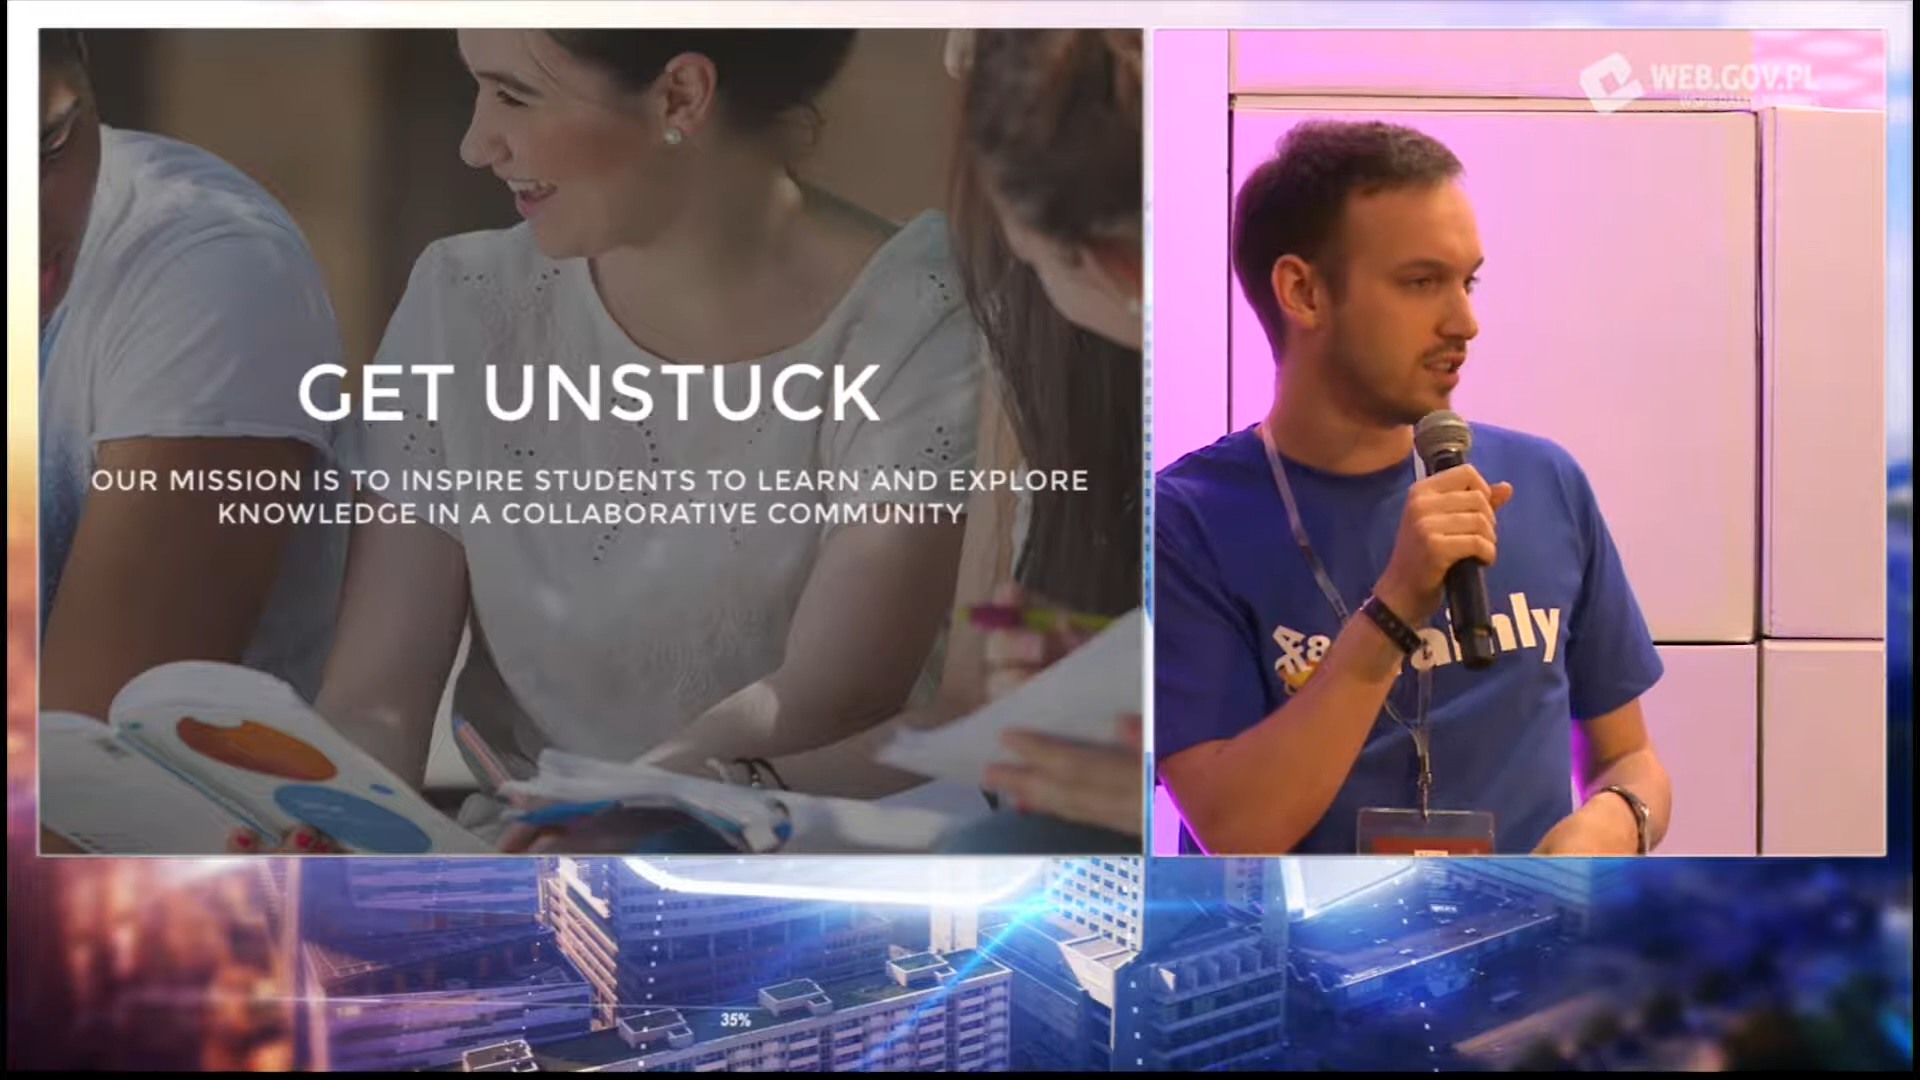 WEB.GOV.PL
GET UNSTUCK
OUR MISSION IS TO INSPIRE STUDENTS TO LEARN AND EXPLORE
KNOWLEDGE IN A COLLABORATIVE COMMUNITY
35%